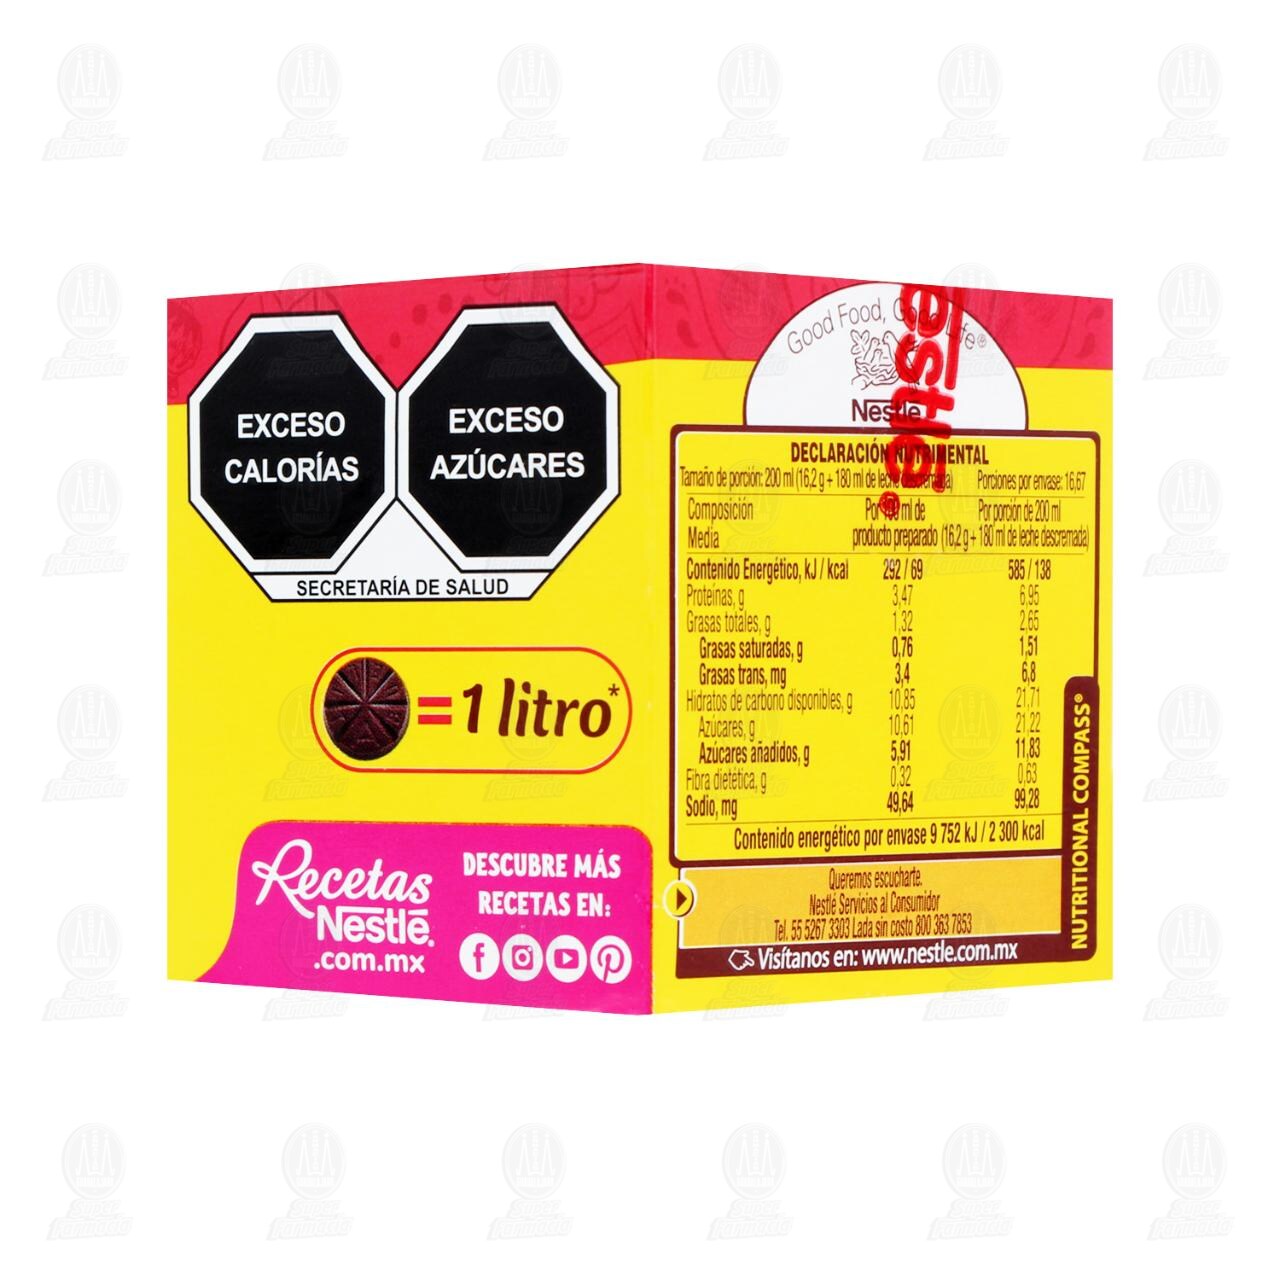 EXCESO
CALORÍAS
EXCESO
AZÚCARES
SECRETARÍA DE SALUD
= 1 litro*
Recetas
Nestlé.
.com.mx
DESCUBRE MÁS
RECETAS EN:
Good Food, Good Life®
Nestlé
DECLARACIÓN NUTRIMENTAL
Tamaño de porción: 200 ml (16,2 g + 180 ml de leche descremada) Porciones por envase: 16,67
Composición Media
Por 100 ml de producto preparado
Por porción de 200 ml (16,2 g + 180 ml de leche descremada)
Contenido Energético, kJ / kcal 292 / 69 585 / 138
Proteínas, g 3,47 6,95
Grasas totales, g 1,32 2,65
Grasas saturadas, g 0,76 1,51
Grasas trans, mg 3,4 6,8
Hidratos de carbono disponibles, g 10,85 21,71
Azúcares, g 10,61 21,22
Azúcares añadidos, g 5,91 11,83
Fibra dietética, g 0,32 0,63
Sodio, mg 49,64 99,28
Contenido energético por envase 9 752 kJ / 2 300 kcal
NUTRITIONAL COMPASS®
Queremos escucharte.
Nestlé Servicios al Consumidor
Tel. 55 5267 3303 Lada sin costo 800 363 7853
Visítanos en: www.nestle.com.mx